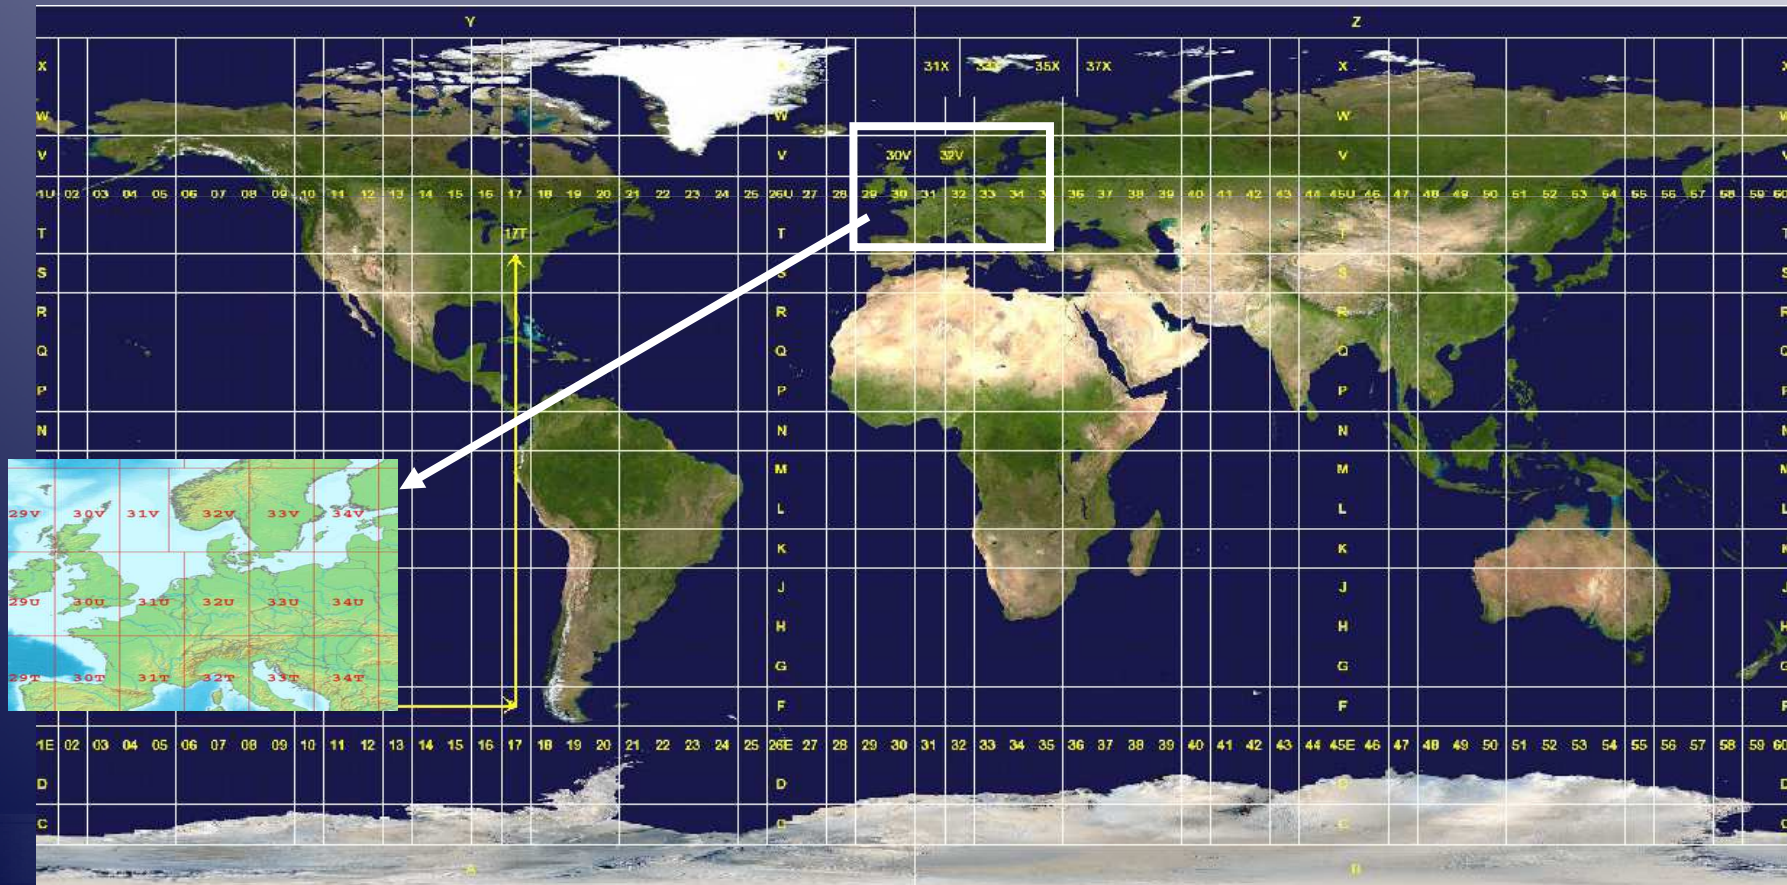 Y Z
X X 31X 33X 35X 37X X X
W W W W
V V 30V 32V V V
1U 02 03 04 05 06 07 08 09 10 11 12 13 14 15 16 17 18 19 20 21 22 23 24 25 26U 27 28 29 30 31 32 33 34 3 36 37 38 39 40 41 42 43 44 45U 46 47 48 49 50 51 52 53 54 55 56 57 58 59 60
T 17T T T T
S S S S
R R R R
Q Q Q Q
P P P P
N N N N
M M M
L L L
K K K
J J J
H H H
G G G
F F F
29V 30V 31V 32V 33V 34V
29U 30U 31U 32U 33U 34U
29T 30T 31T 32T 33T 34T
1E 02 03 04 05 06 07 08 09 10 11 12 13 14 15 16 17 18 19 20 21 22 23 24 25 26E 27 28 29 30 31 32 33 34 35 36 37 38 39 40 41 42 43 44 45E 46 47 48 49 50 51 52 53 54 55 56 57 58 59 60
D D D D
C C C C
A B